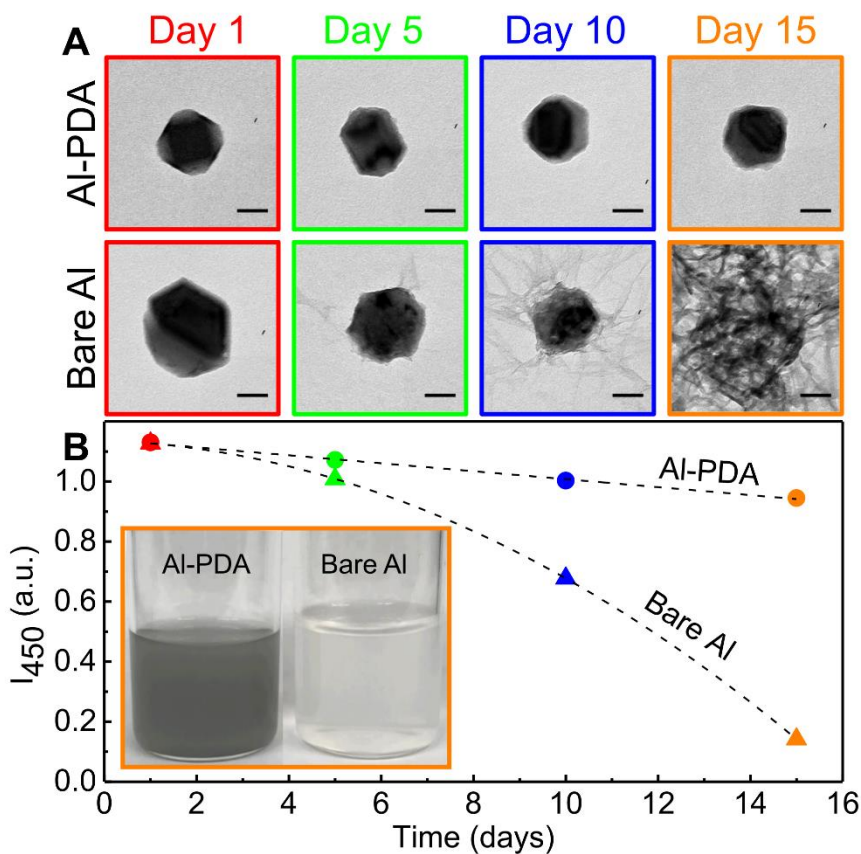 A
Day 1
Day 5
Day 10
Day 15
Al-PDA
Bare Al
B
Al-PDA
Bare Al
Al-PDA
Bare Al
I450 (a.u.)
1.0
0.8
0.6
0.4
0.2
0.0
0
2
4
6
8
10
12
14
16
Time (days)